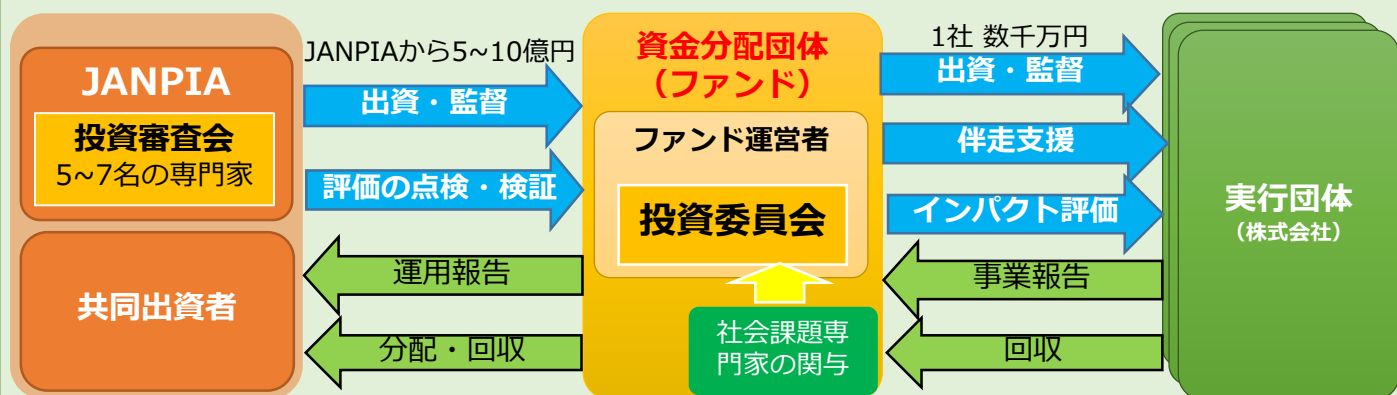 JANPIA
投資審査会
5~7名の専門家
共同出資者
JANPIAから5~10億円
出資・監督
評価の点検・検証
運用報告
分配・回収
資金分配団体
（ファンド）
ファンド運営者
投資委員会
社会課題専
門家の関与
1社 数千万円
出資・監督
伴走支援
インパクト評価
事業報告
回収
実行団体
（株式会社）